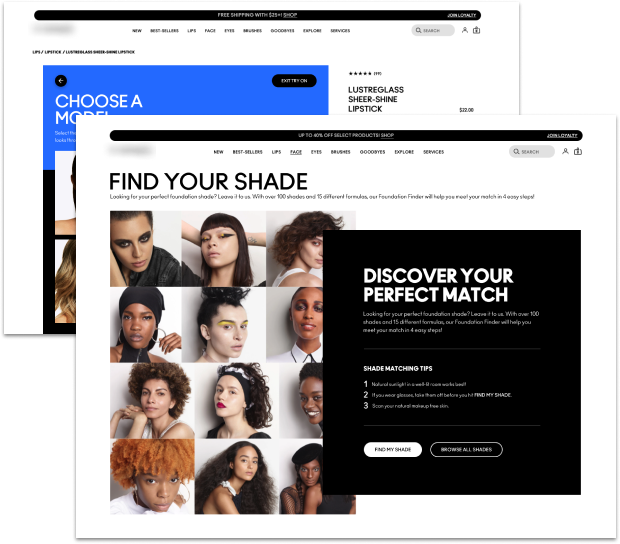 FREE SHIPPING WITH $25+! SHOP
JOIN LOYALTY
NEW BEST-SELLERS LIPS FACE EYES BRUSHES GOODBYES EXPLORE SERVICES
SEARCH
LIPS / LIPSTICK / LUSTREGLASS SHEER-SHINE LIPSTICK
EXIT TRY ON
CHOOSE A
Select the
looks thro
★★★★★ (19)
LUSTREGLASS
SHEER-SHINE
LIPSTICK
$22.00
UP TO 40% OFF SELECT PRODUCTS! SHOP
JOIN LOYALTY
NEW BEST-SELLERS LIPS FACE EYES BRUSHES GOODBYES EXPLORE SERVICES
SEARCH
FIND YOUR SHADE
Looking for your perfect foundation shade? Leave it to us. With over 100 shades and 15 different formulas, our Foundation Finder will help you meet your match in 4 easy steps!
DISCOVER YOUR
PERFECT MATCH
Looking for your perfect foundation shade? Leave it to us. With over 100
shades and 15 different formulas, our Foundation Finder will help you
meet your match in 4 easy steps!
SHADE MATCHING TIPS
1 Natural sunlight in a well-lit room works best!
2 If you wear glasses, take them off before you hit FIND MY SHADE.
3 Scan your natural makeup free skin.
FIND MY SHADE
BROWSE ALL SHADES